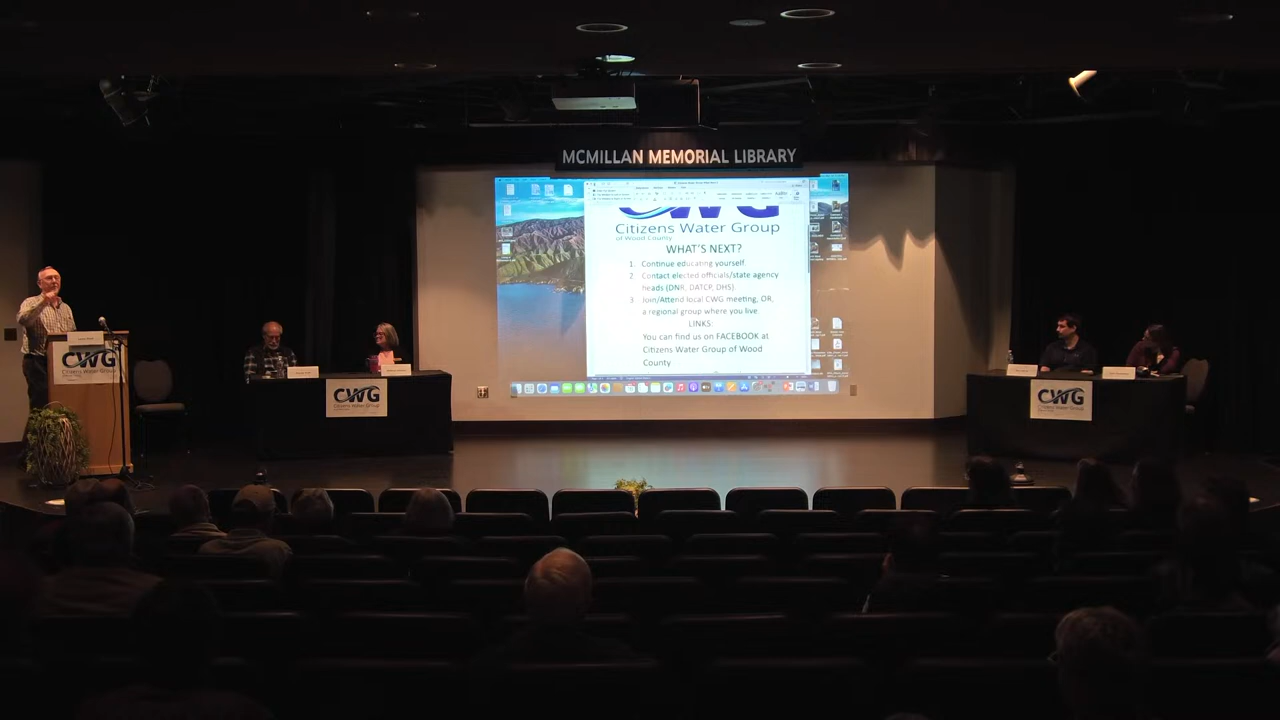 MCMILLAN MEMORIAL LIBRARY
CWG
Citizens Water Group
of Wood County
WHAT'S NEXT?
1. Continue educating yourself
2. Contact elected officials/state agency
heads (DNR, DATCP, DHS)
3. Join/Attend local CWG meeting, OR,
a regional group where you live
LINKS:
You can find us on FACEBOOK at
Citizens Water Group of Wood
County
CWG
Citizens Water Group
CWG
Citizens Water Group
CWG
Citizens Water Group